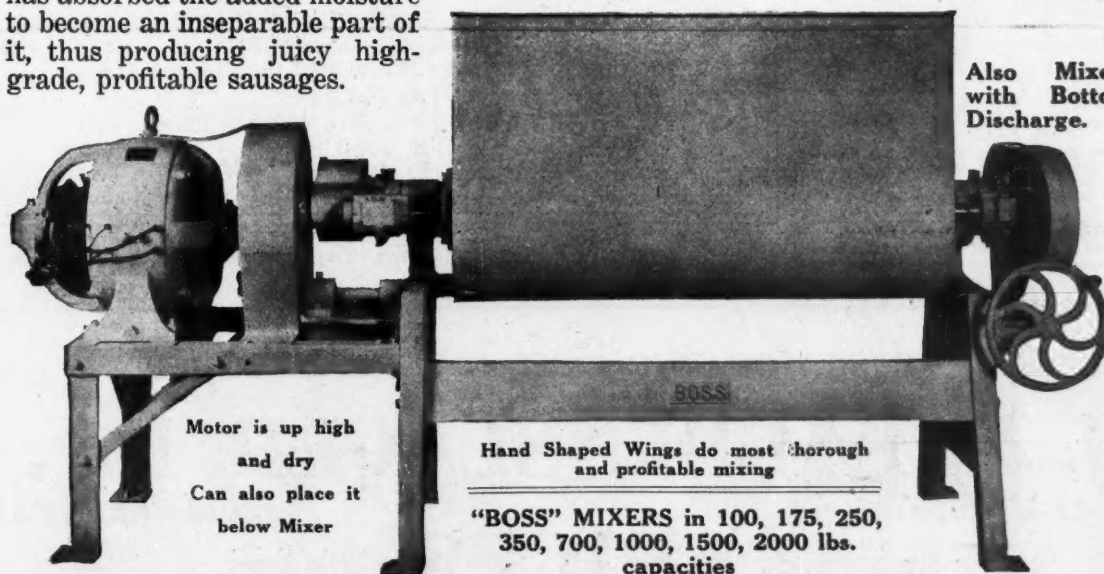 has absorbed the added moisture
to become an inseparable part of
it, thus producing juicy high-
grade, profitable sausages.
Also
with
Discharge.
BOSS
Motor is up high
and dry
Can also place it
below Mixer
Hand Shaped Wings do most thorough
and profitable mixing
"BOSS" MIXERS in 100, 175, 250,
350, 700, 1000, 1500, 2000 lbs.
capacities